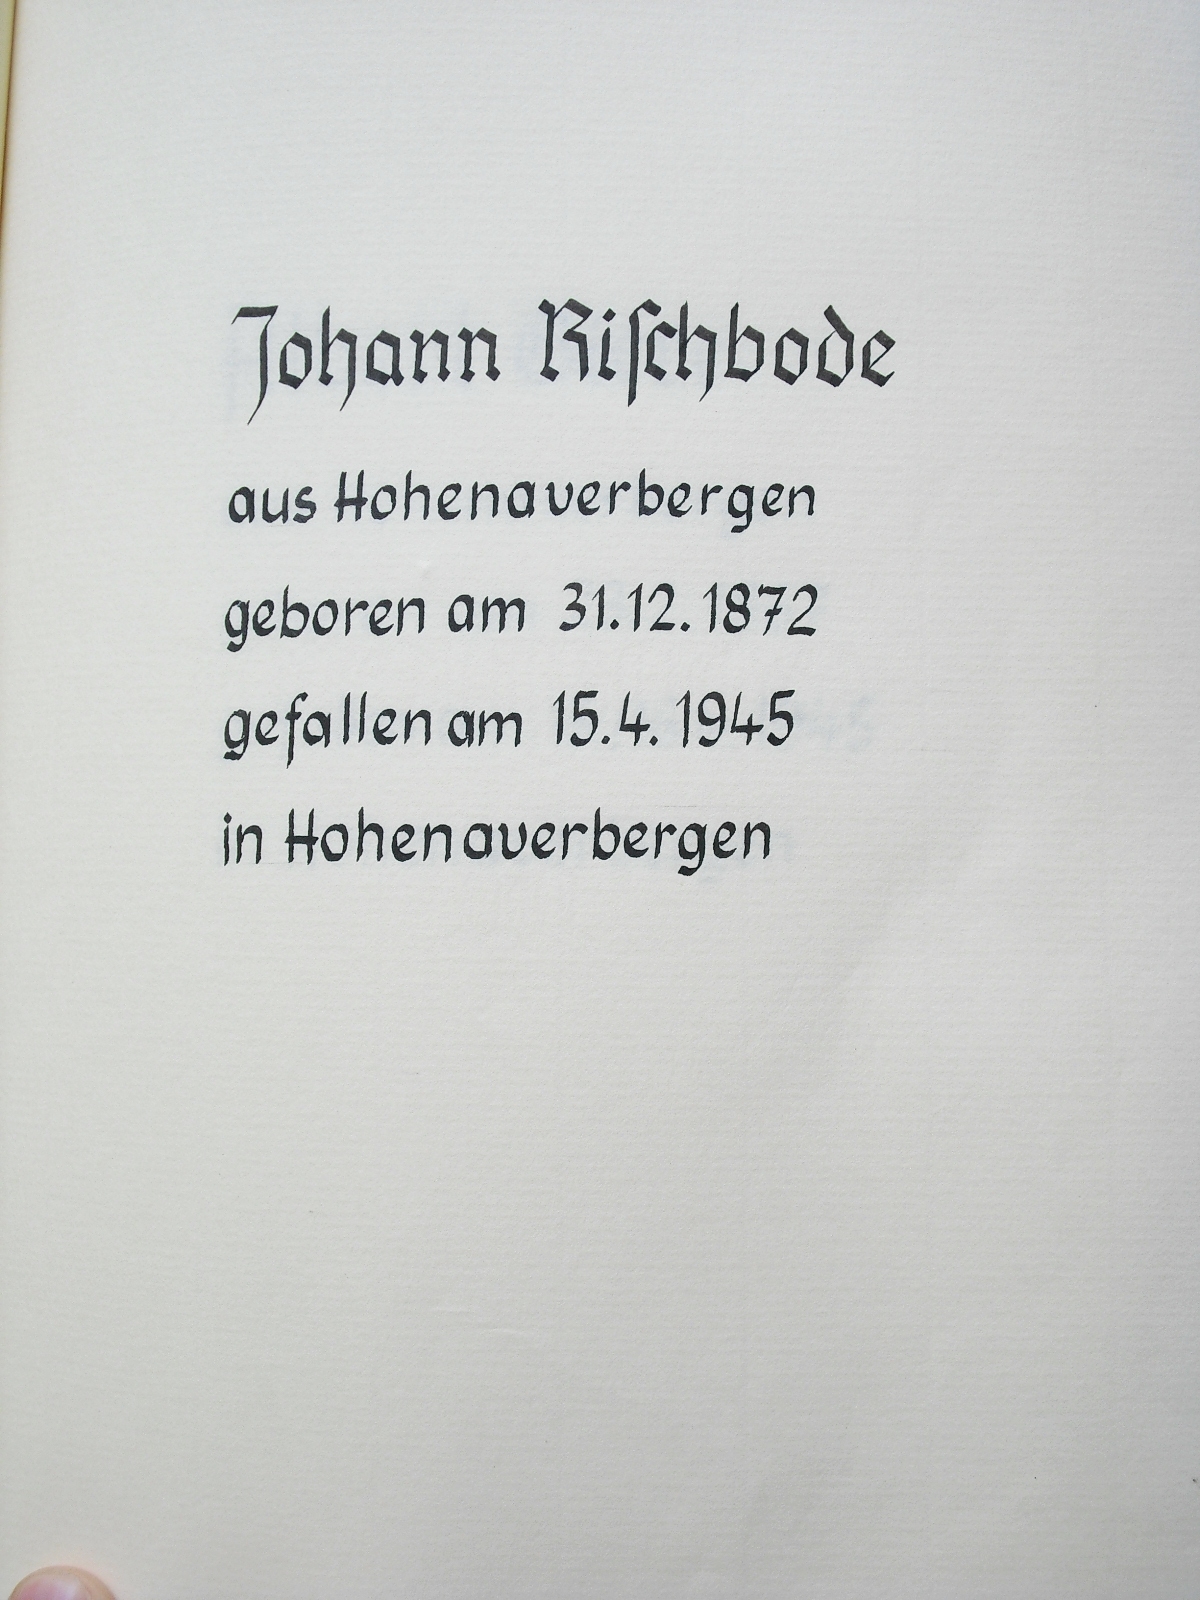 Johann Riſchbode
aus Hohenaverbergen
geboren am 31.12.1872
gefallen am 15.4.1945
in Hohenaverbergen